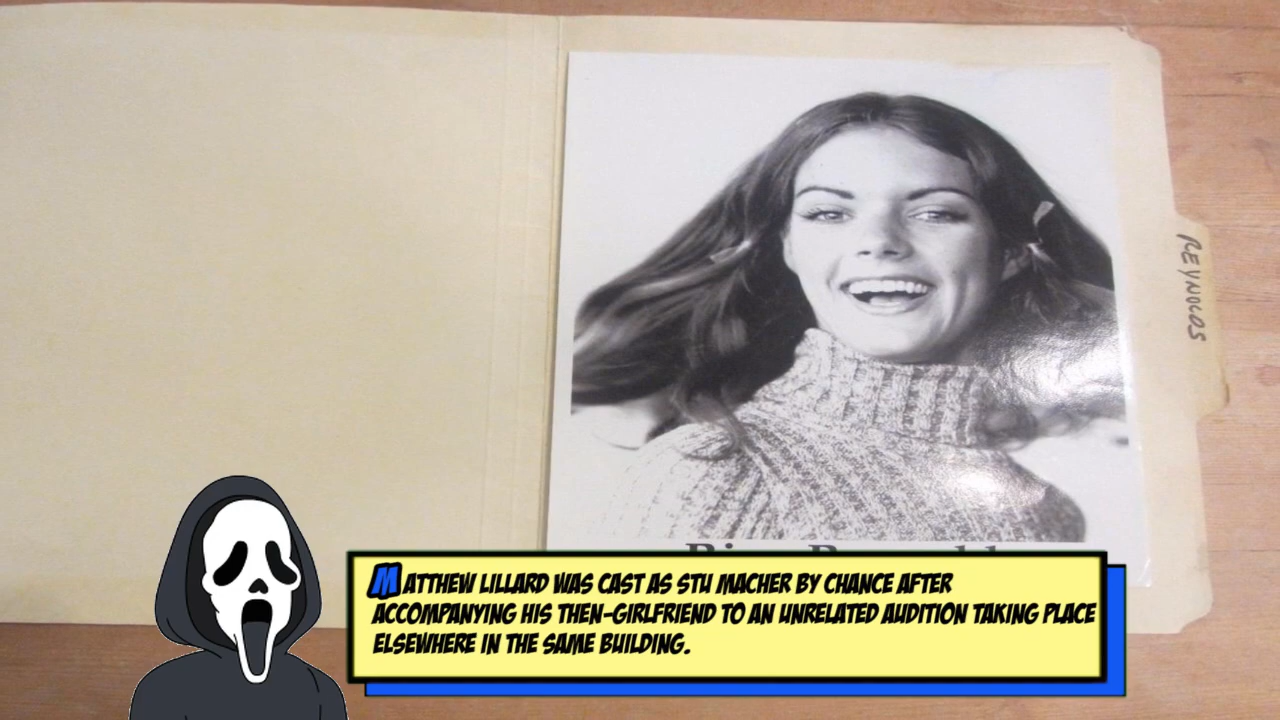 REYNOLDS
MATTHEW LILLARD WAS CAST AS STU MACHER BY CHANCE AFTER
ACCOMPANYING HIS THEN-GIRLFRIEND TO AN UNRELATED AUDITION TAKING PLACE
ELSEWHERE IN THE SAME BUILDING.